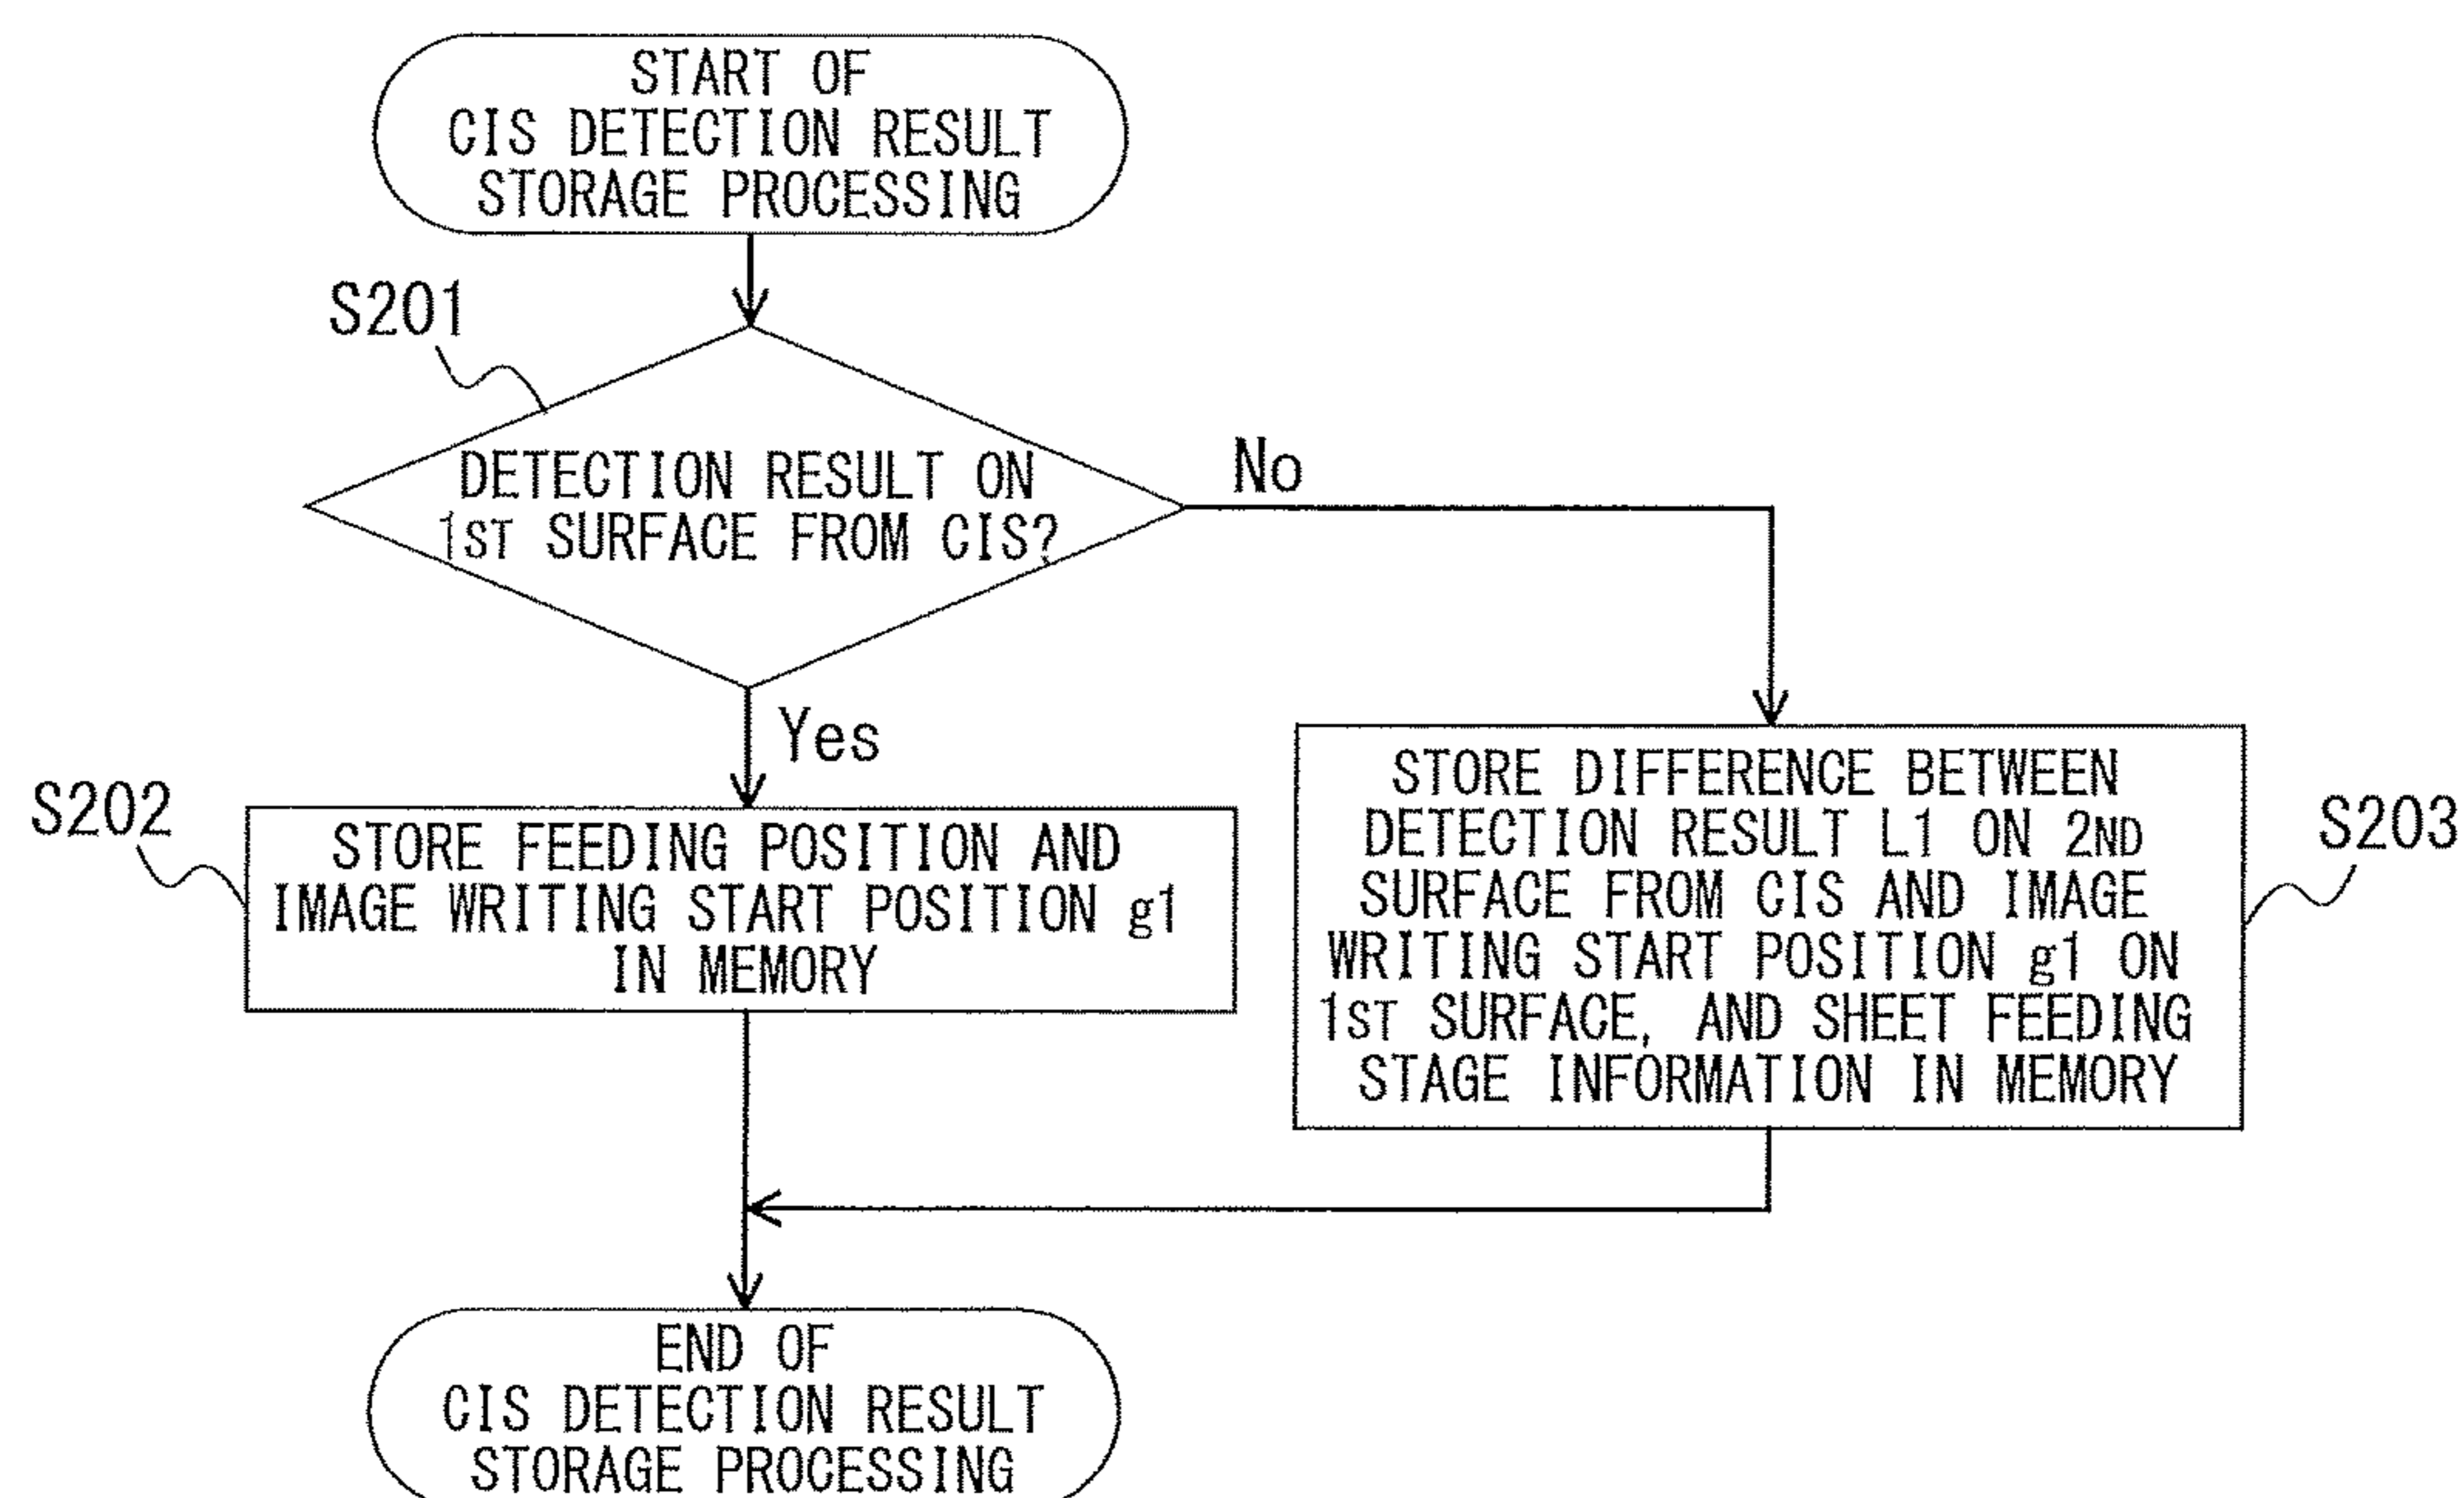 START OF
CIS DETECTION RESULT
STORAGE PROCESSING
S201
DETECTION RESULT ON
1ST SURFACE FROM CIS?
No
Yes
S202
STORE FEEDING POSITION AND
IMAGE WRITING START POSITION g1
IN MEMORY
STORE DIFFERENCE BETWEEN
DETECTION RESULT L1 ON 2ND
SURFACE FROM CIS AND IMAGE
WRITING START POSITION g1 ON
1ST SURFACE, AND SHEET FEEDING
STAGE INFORMATION IN MEMORY
S203
END OF
CIS DETECTION RESULT
STORAGE PROCESSING